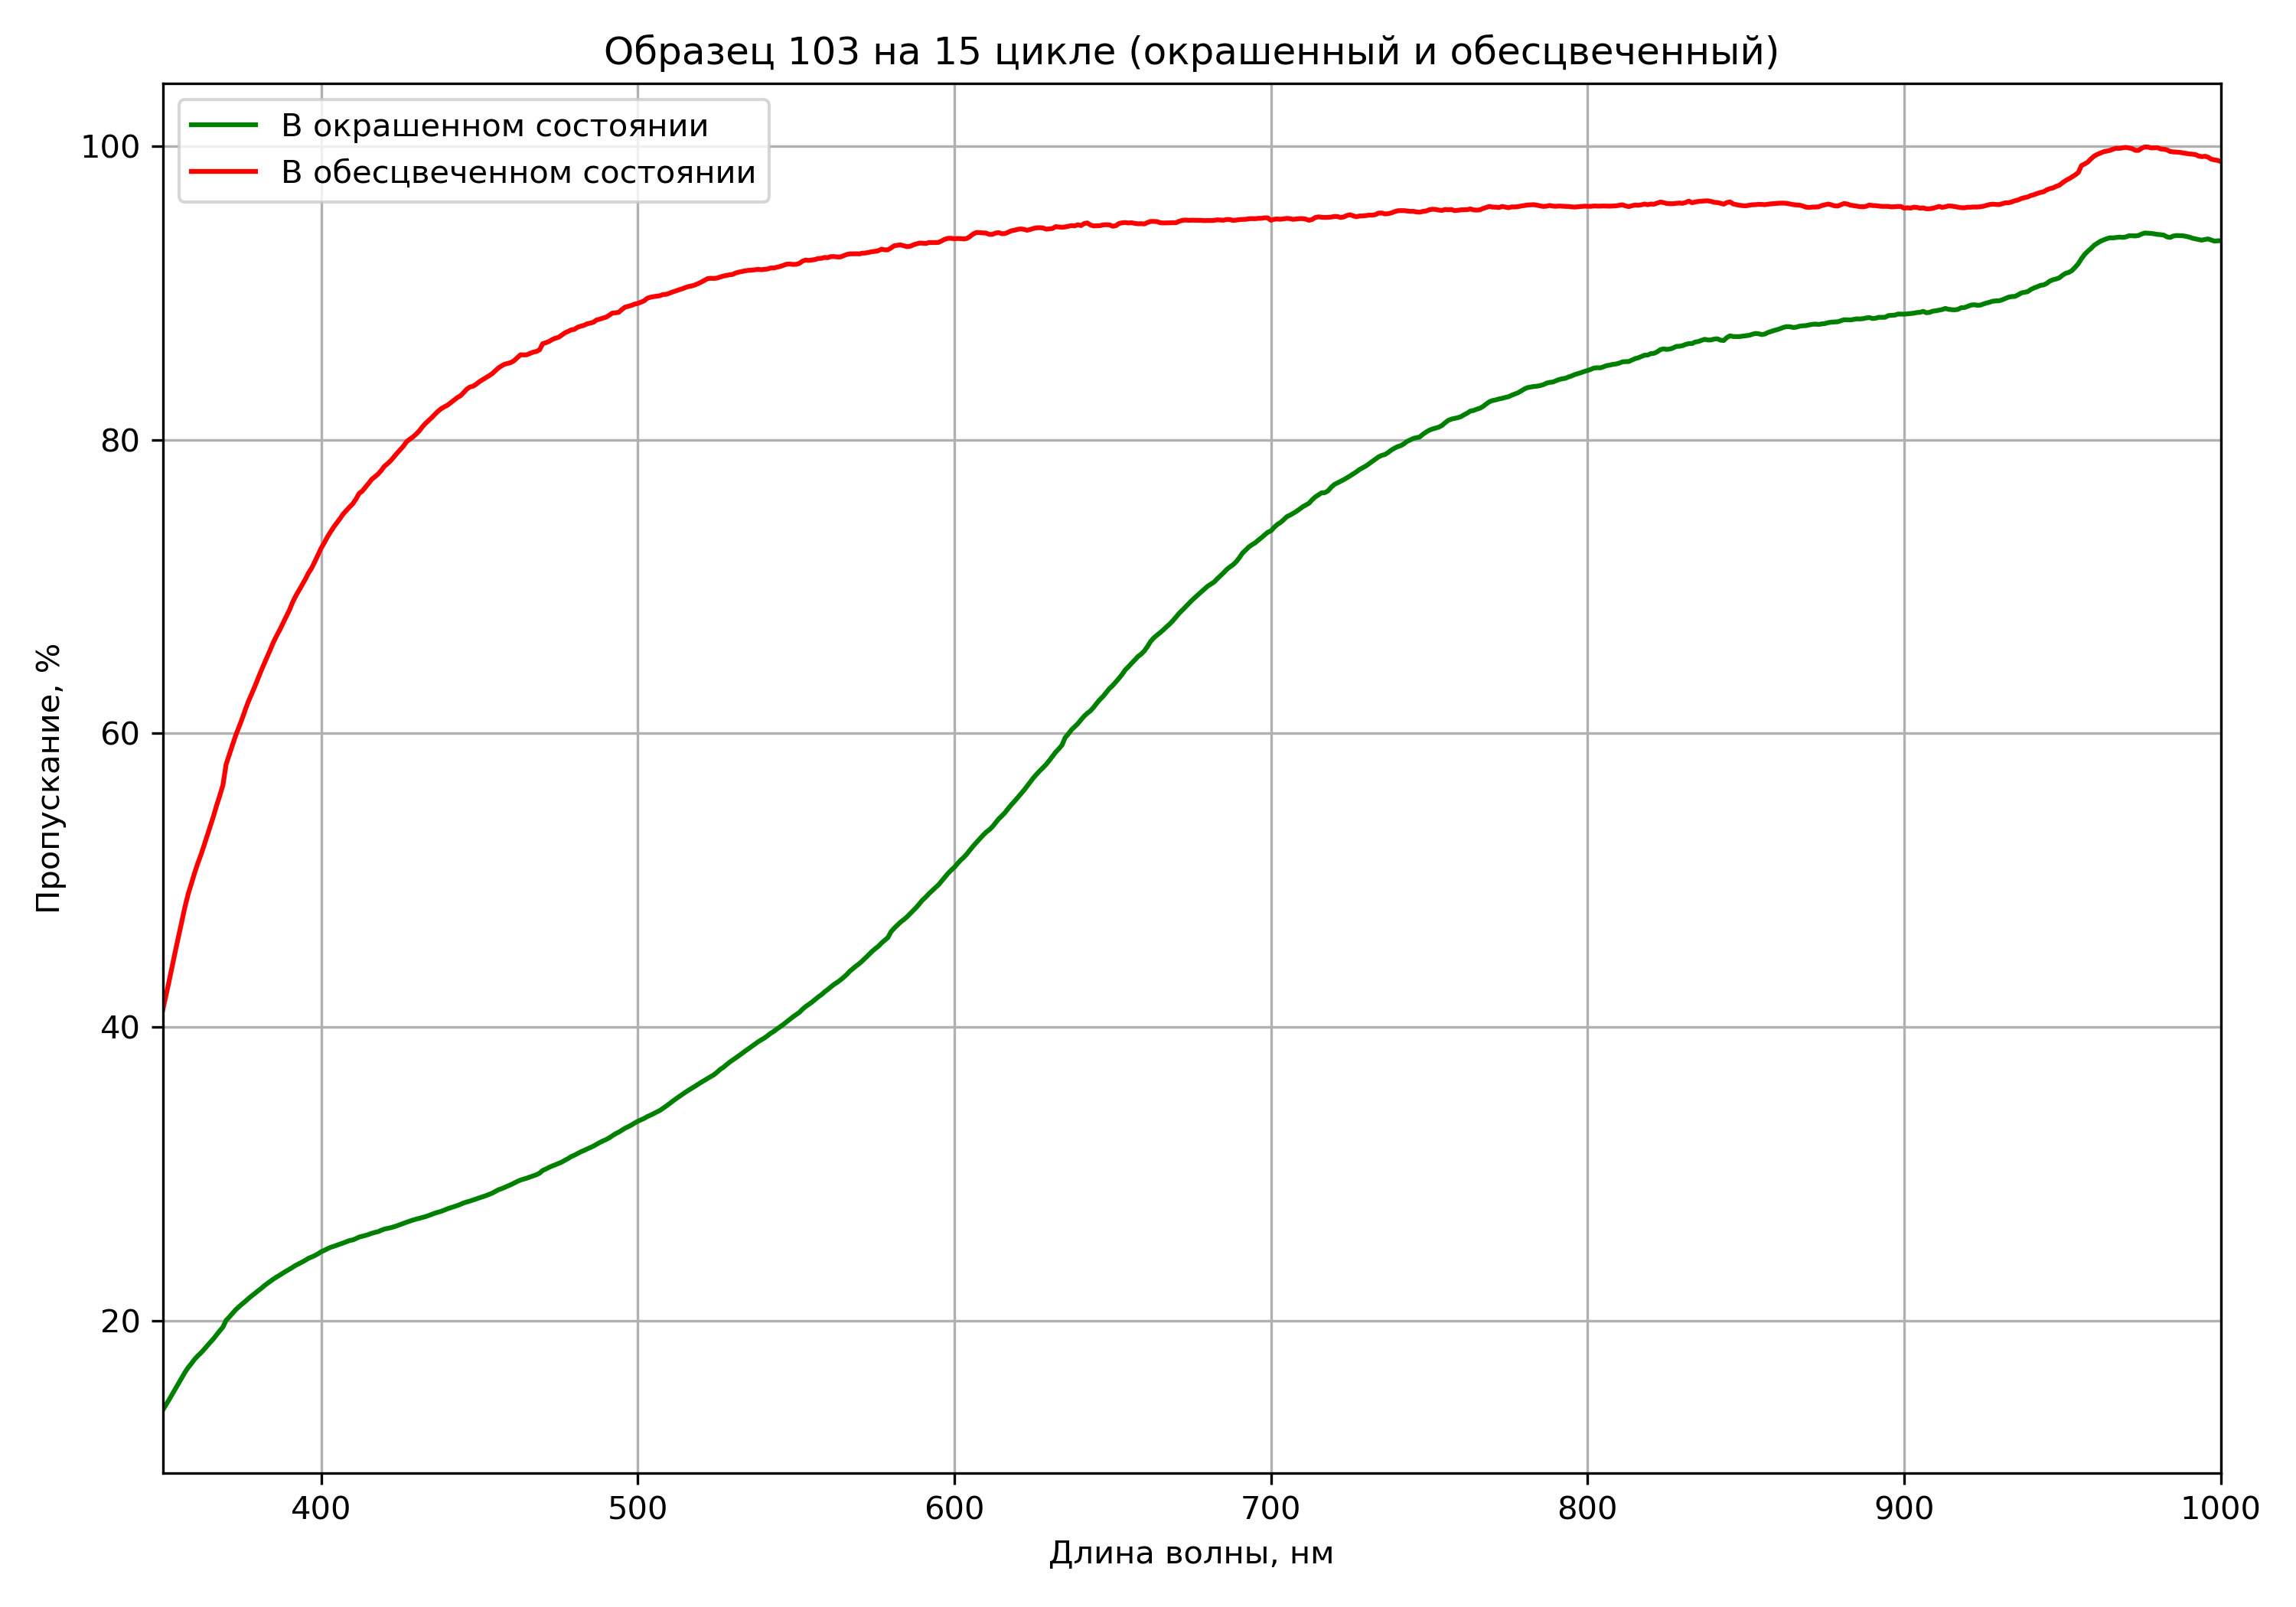 Образец 103 на 15 цикле (окрашенный и обесцвеченный)
В окрашенном состоянии
В обесцвеченном состоянии
100
80
60
40
20
Пропускание, %
400 500 600 700 800 900 1000
Длина волны, нм